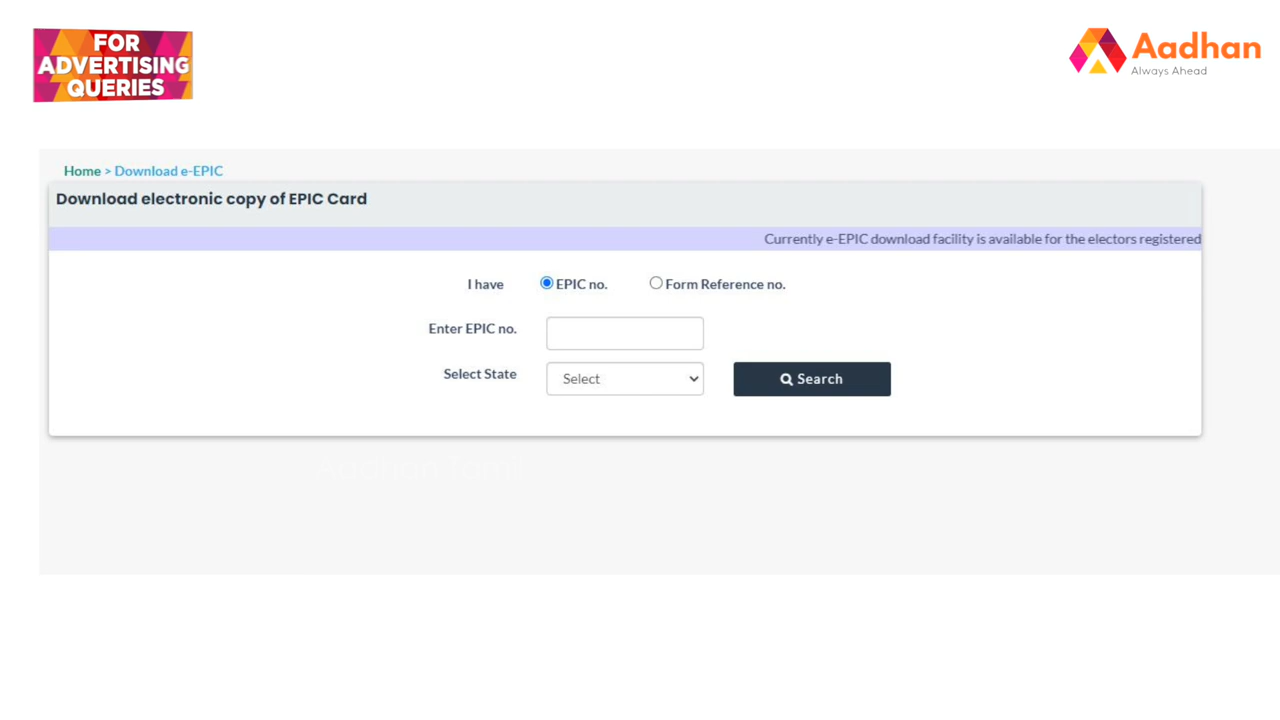 FOR
ADVERTISING
QUERIES
Aadhan
Always Ahead
Home > Download e-EPIC
Download electronic copy of EPIC Card
Currently e-EPIC download facility is available for the electors registered
I have EPIC no. Form Reference no.
Enter EPIC no.
Select State Select Search
Aadhan Tamil